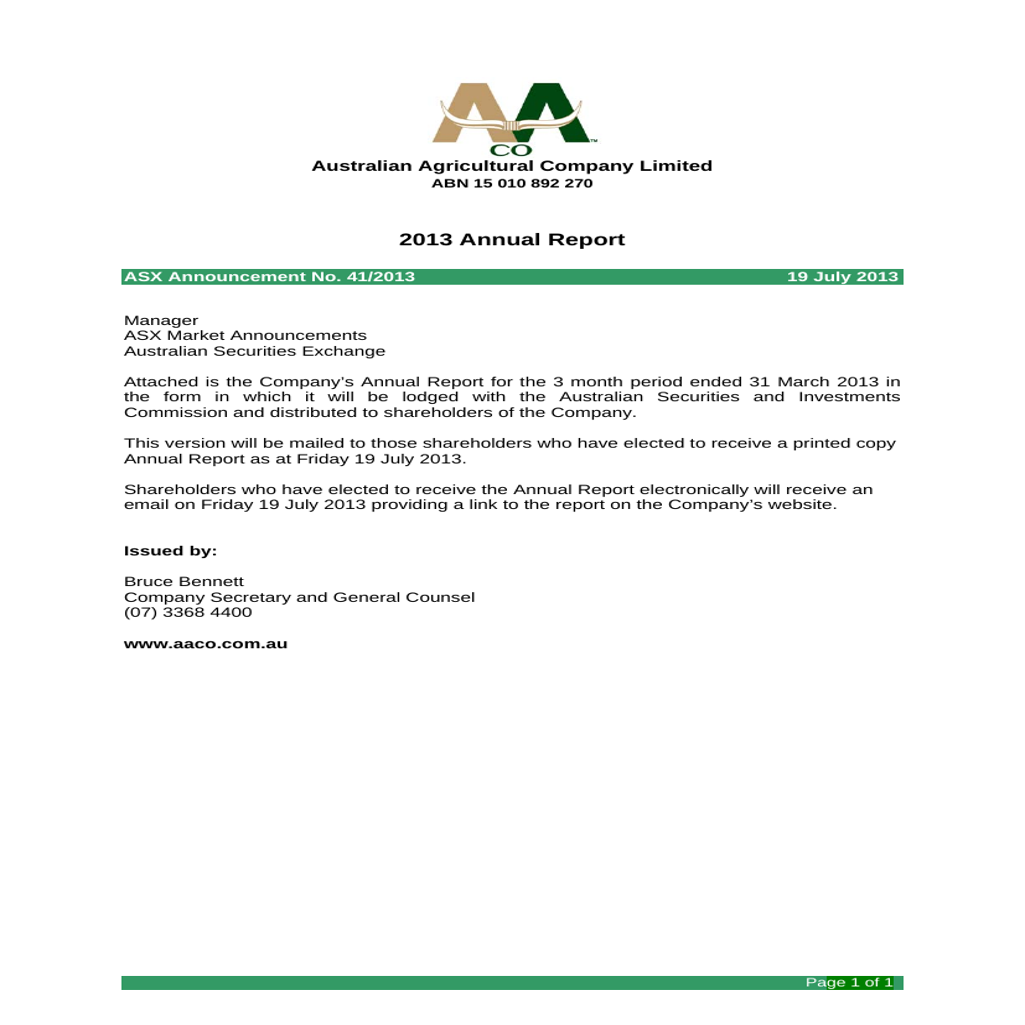 AA
CO
™
Australian Agricultural Company Limited
ABN 15 010 892 270
2013 Annual Report
ASX Announcement No. 41/2013 19 July 2013
Manager
ASX Market Announcements
Australian Securities Exchange
Attached is the Company’s Annual Report for the 3 month period ended 31 March 2013 in
the form in which it will be lodged with the Australian Securities and Investments
Commission and distributed to shareholders of the Company.
This version will be mailed to those shareholders who have elected to receive a printed copy
Annual Report as at Friday 19 July 2013.
Shareholders who have elected to receive the Annual Report electronically will receive an
email on Friday 19 July 2013 providing a link to the report on the Company’s website.
Issued by:
Bruce Bennett
Company Secretary and General Counsel
(07) 3368 4400
www.aaco.com.au
Page 1 of 1